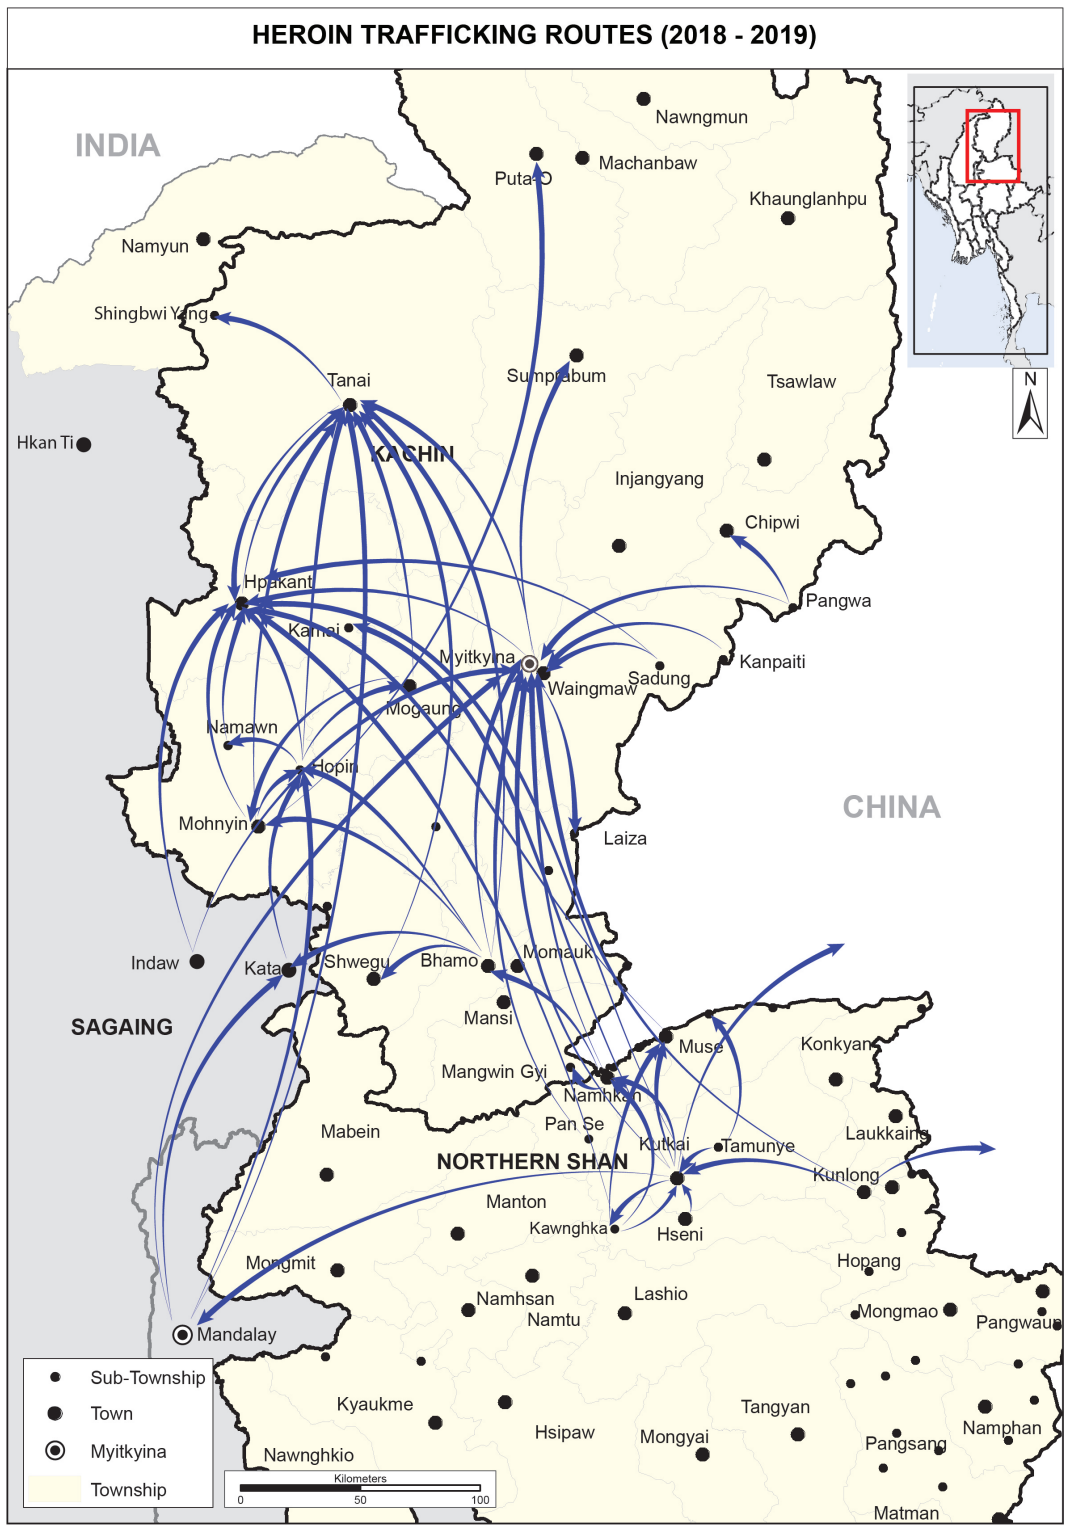 HEROIN TRAFFICKING ROUTES (2018 - 2019)
INDIA
Nawngmun
Puta-O
Machanbaw
Khaunglanhpu
Namyun
Shingbwi Yang
N
Tanai
Sumprabum
Tsawlaw
Hkan Ti
KACHIN
Injangyang
Chipwi
Hpakant
Pangwa
Kamai
Myitkyina
Waingmaw
Sadung
Kanpaiti
Mogaung
Namawn
Hopin
CHINA
Mohnyin
Laiza
Indaw
Kata
Shwegu
Bhamo
Momauk
SAGAING
Mansi
Muse
Konkyan
Mangwin Gyi
Namhkan
Pan Se
Mabein
Kutkai
Tamunye
Laukkaing
NORTHERN SHAN
Kunlong
Manton
Kawnghka
Hseni
Mongmit
Hopang
Namhsan
Namtu
Lashio
Mongmao
Pangwaun
Mandalay
Sub-Township
Town
Myitkyina
Township
Kyaukme
Hsipaw
Mongyai
Tangyan
Namphan
Pangsang
Nawnghkio
Kilometers
0 50 100
Matman